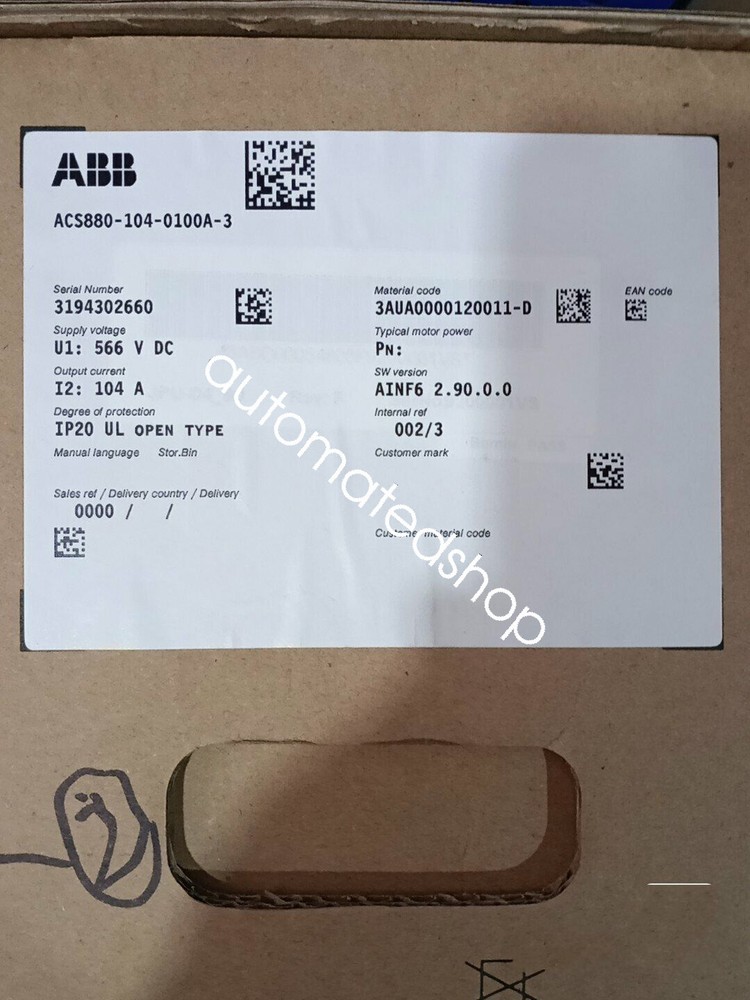 ABB
ACS880-104-0100A-3
Serial Number
3194302660
Material code
3AUA0000120011-D
EAN code
Supply voltage
U1: 566 V DC
Typical motor power
PN:
Output current
I2: 104 A
SW version
AINF6 2.90.0.0
Degree of protection
IP20 UL OPEN TYPE
Internal ref
002/3
Manual language Stor.Bin
Customer mark
Sales ref / Delivery country / Delivery
0000 / /
Customer material code
automatedshop